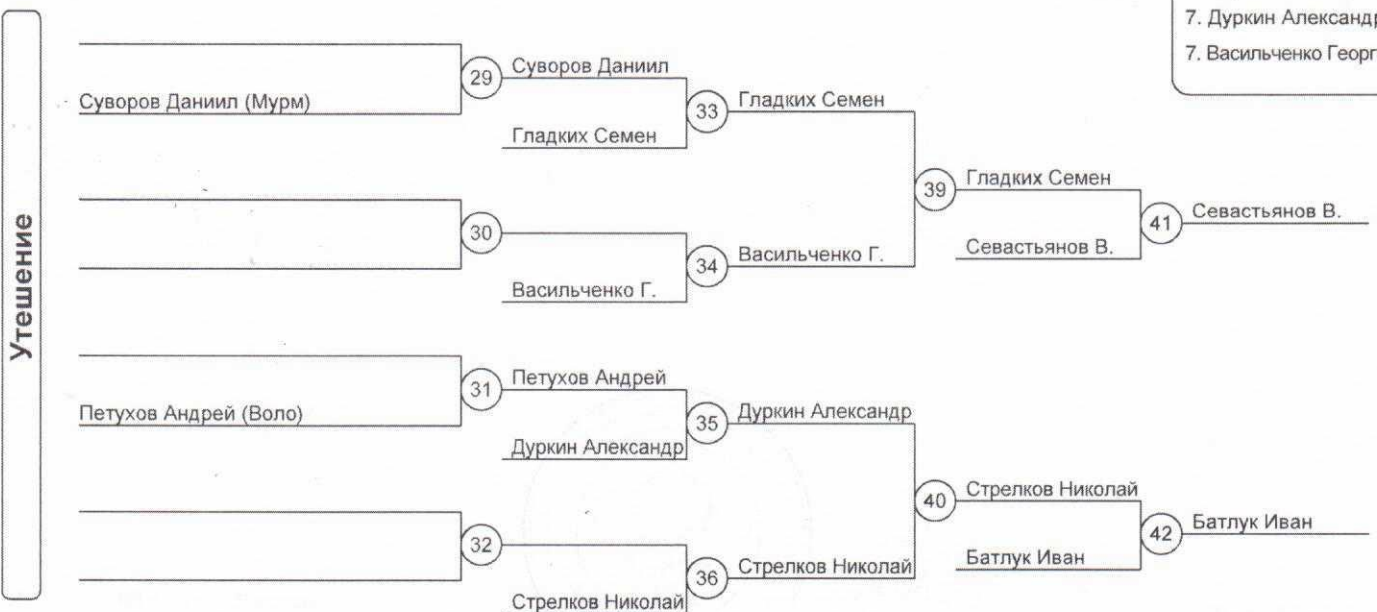 7. Дуркин Александр
7. Васильченко Георг
Утешение
29
Суворов Даниил
Суворов Даниил (Мурм)
33
Гладких Семен
Гладких Семен
39
Гладких Семен
30
41
Севастьянов В.
34
Васильченко Г.
Севастьянов В.
Васильченко Г.
31
Петухов Андрей
Петухов Андрей (Воло)
35
Дуркин Александр
Дуркин Александр
40
Стрелков Николай
32
42
Батлук Иван
36
Стрелков Николай
Батлук Иван
Стрелков Николай